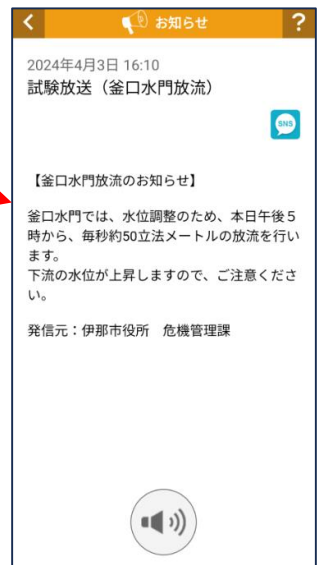 お知らせ
?
2024年4月3日 16:10
試験放送（釜口水門放流）
SNS
【釜口水門放流のお知らせ】
釜口水門では、水位調整のため、本日午後５
時から、毎秒約50立法メートルの放流を行い
ます。
下流の水位が上昇しますので、ご注意くださ
い。
発信元：伊那市役所　危機管理課